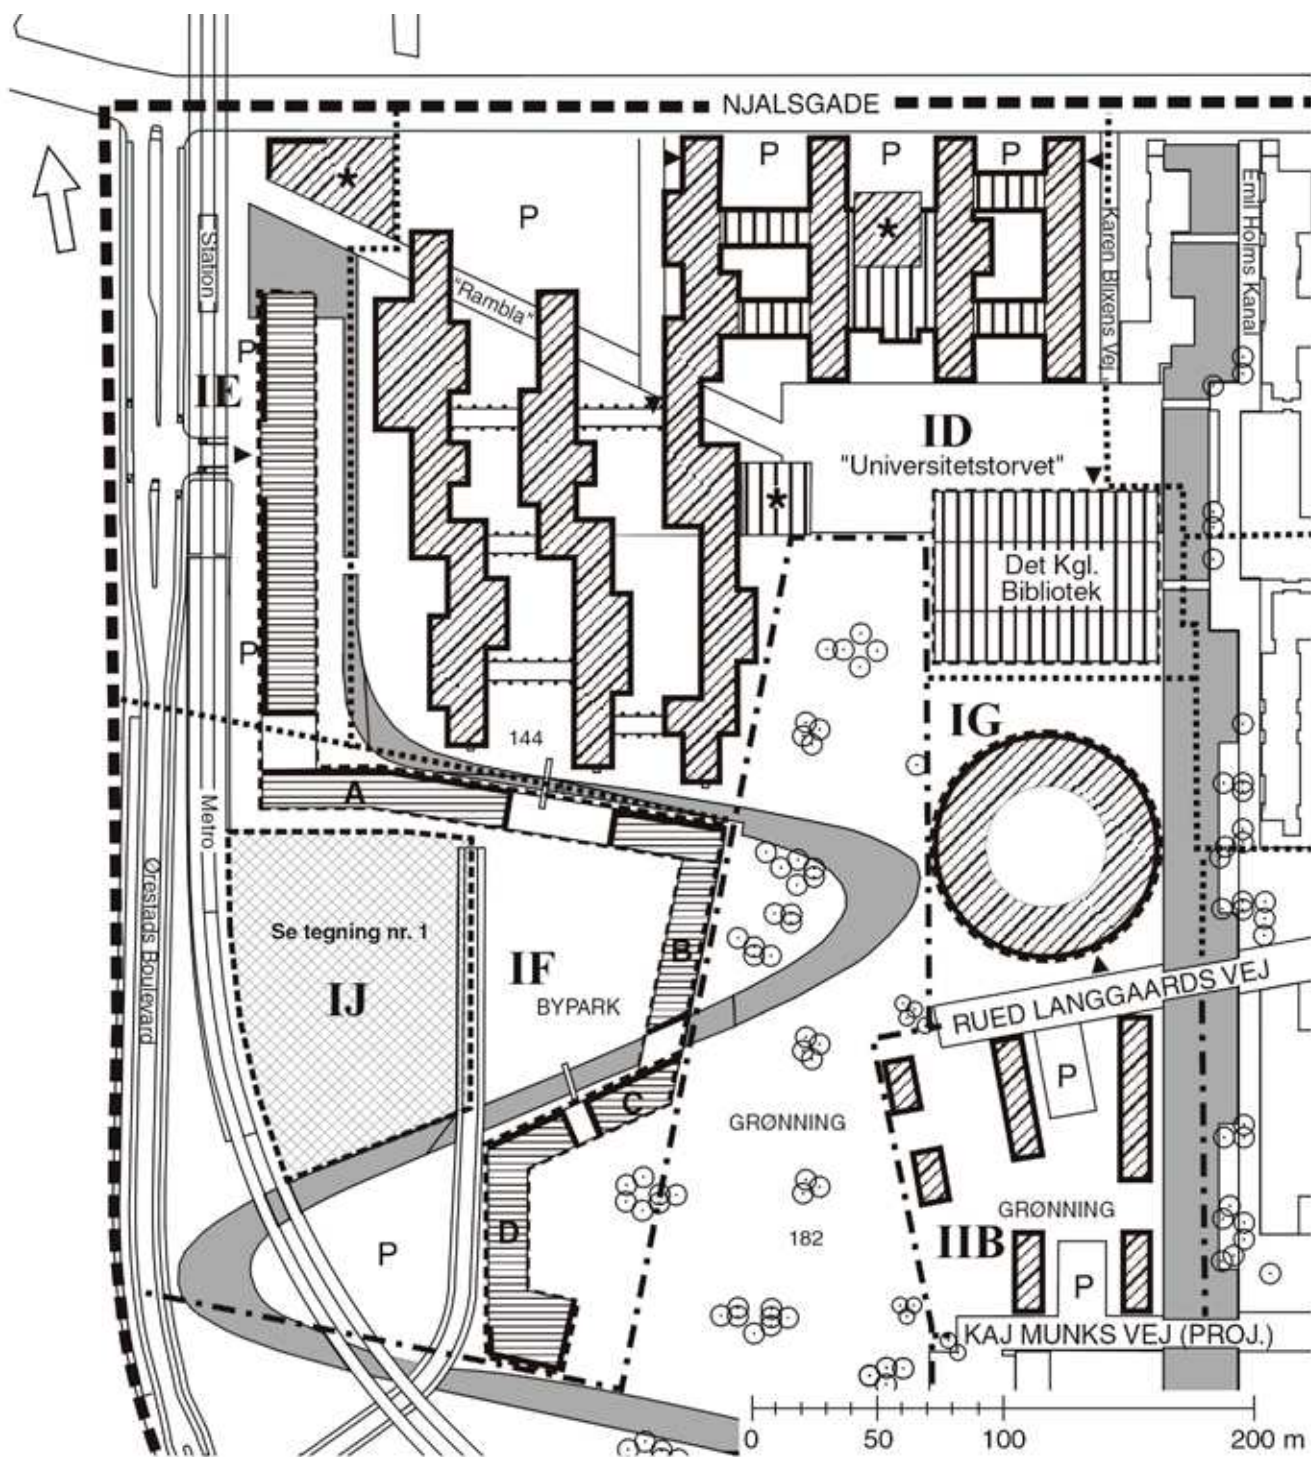 NJALSGADE
P
P
P
*
P
*
Station
"Rambla"
Karen Blixens Vej
Emil Holms Kanal
P
IE
ID
"Universitetstorvet"
*
Det Kgl.
Bibliotek
P
144
IG
A
Metro
Ørestads Boulevard
Se tegning nr. 1
IJ
IF
BYPARK
B
RUED LANGGAARDS VEJ
P
C
GRØNNING
GRØNNING
D
182
IIB
P
P
KAJ MUNKS VEJ (PROJ.)
0
50
100
200 m